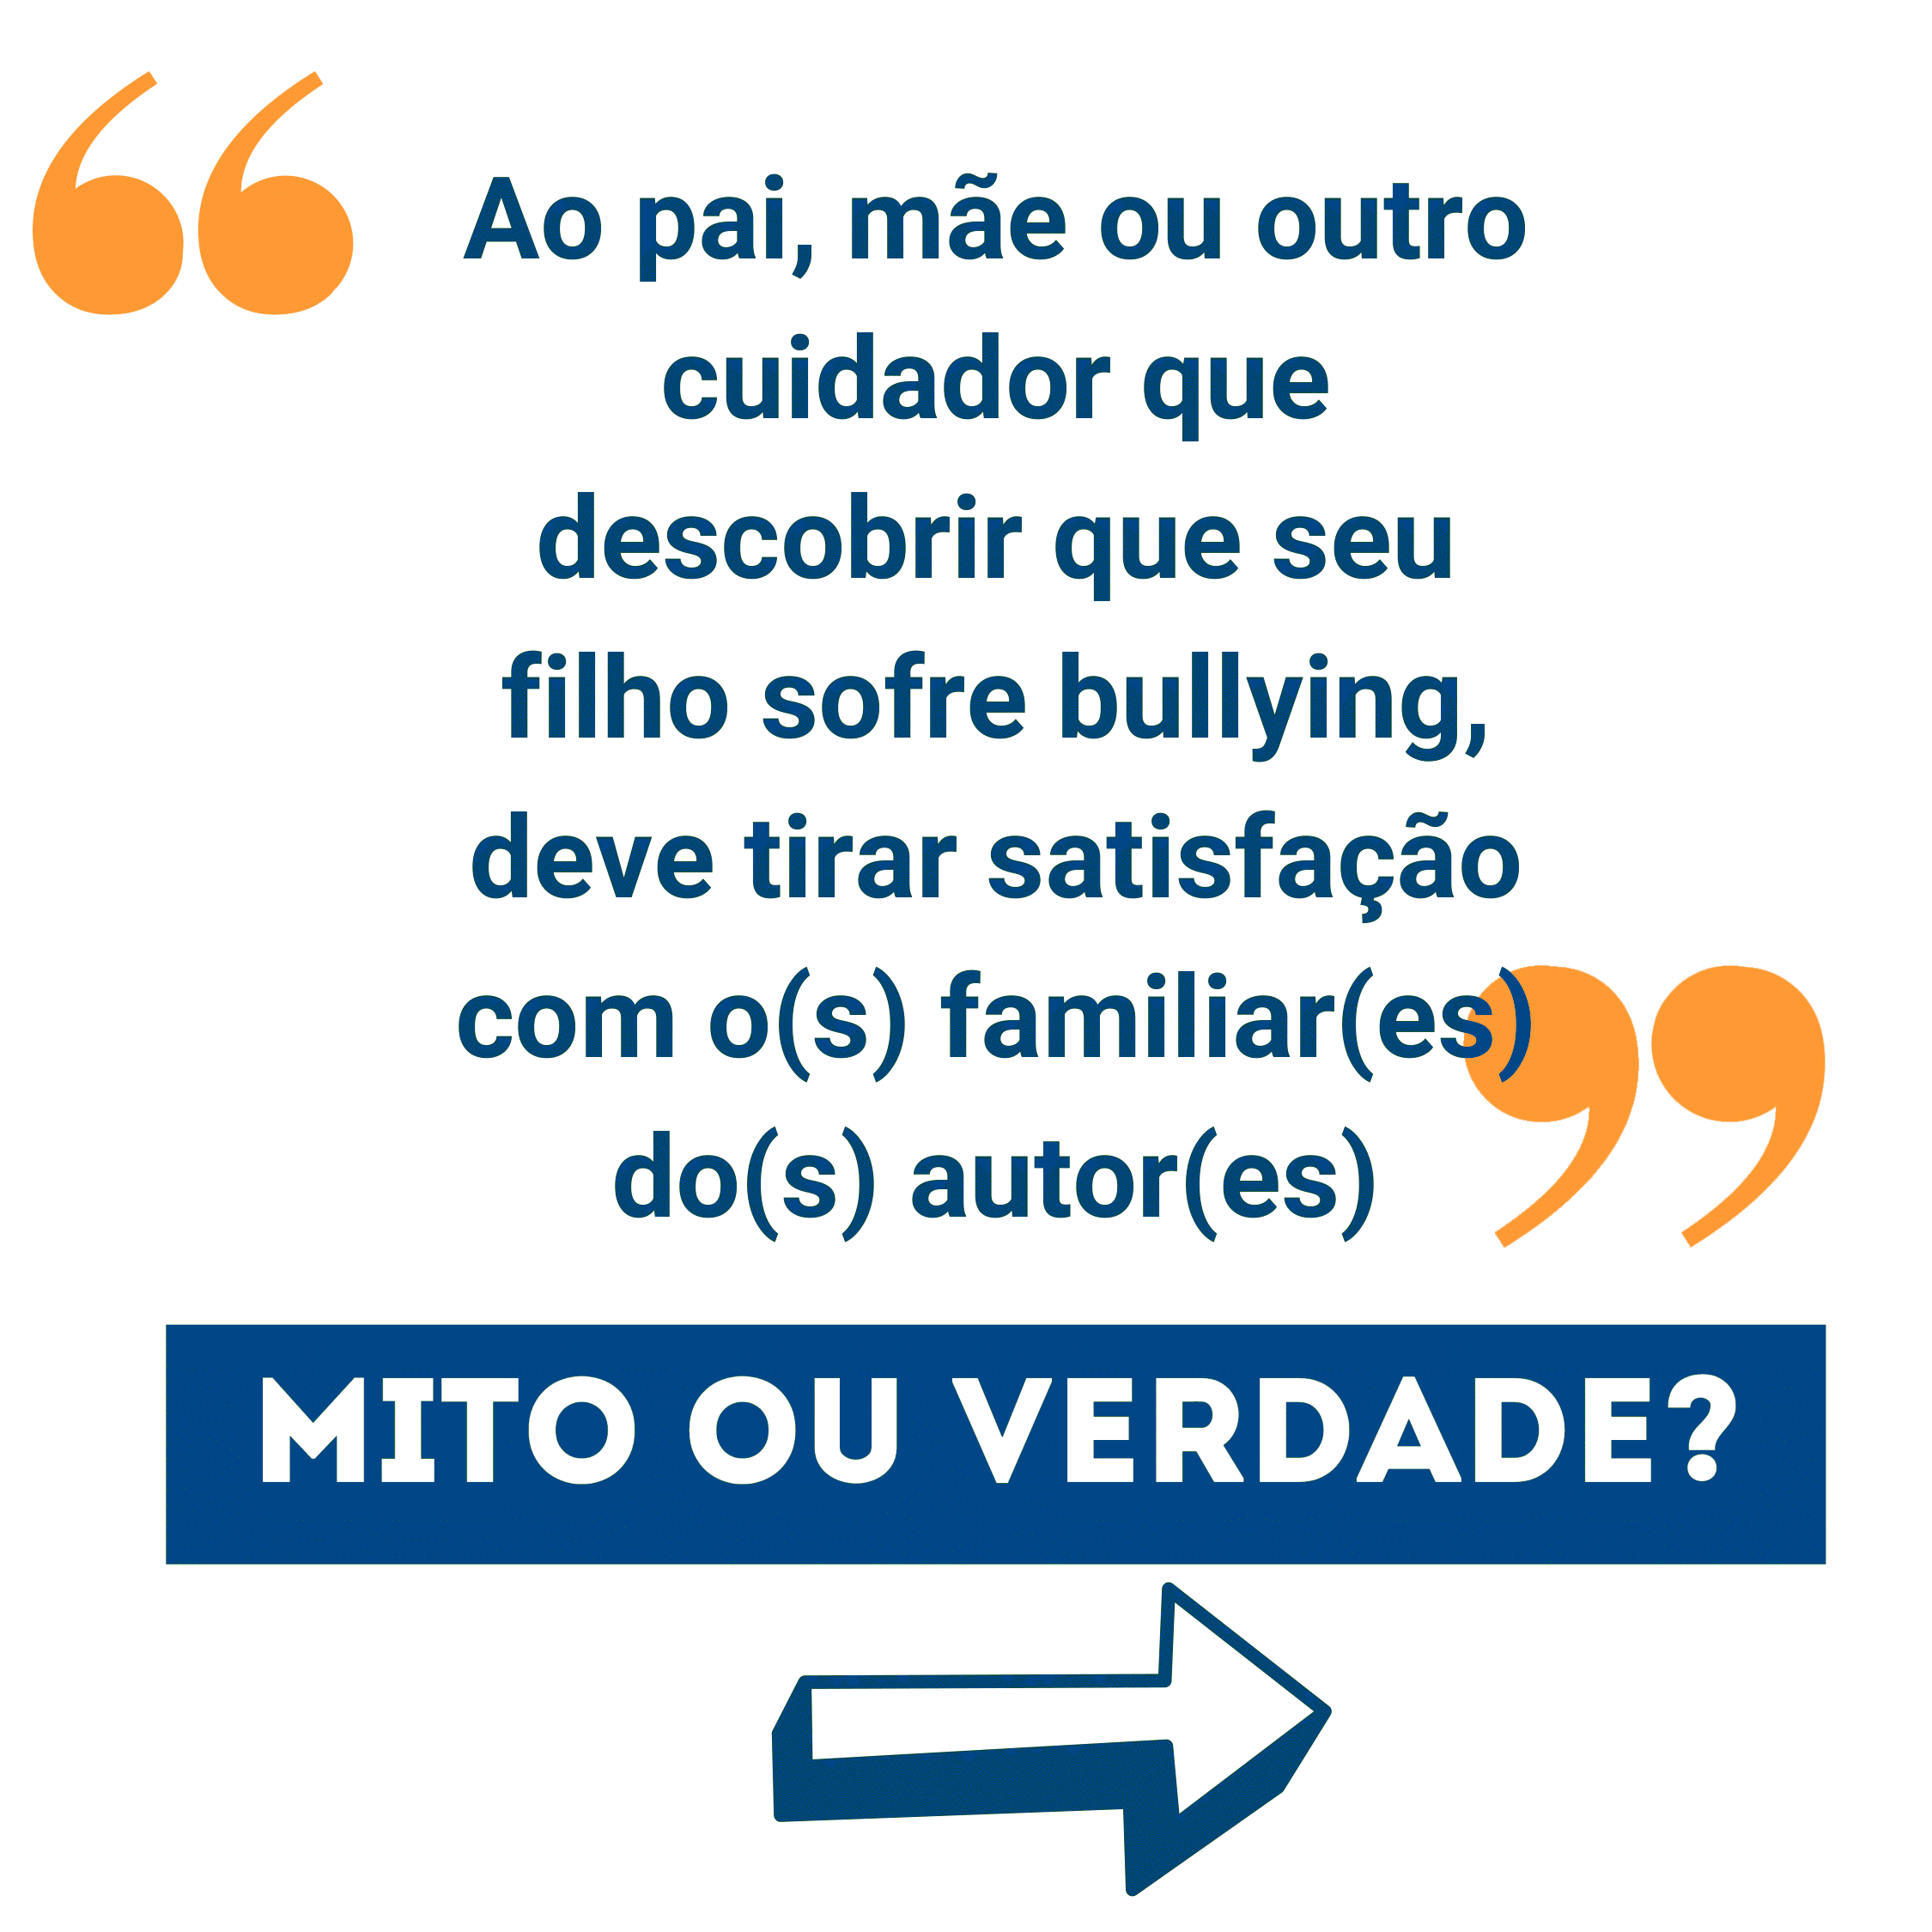 Ao pai, mãe ou outro
cuidador que
descobrir que seu
filho sofre bullying,
deve tirar satisfação
com o(s) familiar(es)
do(s) autor(es)
MITO OU VERDADE?